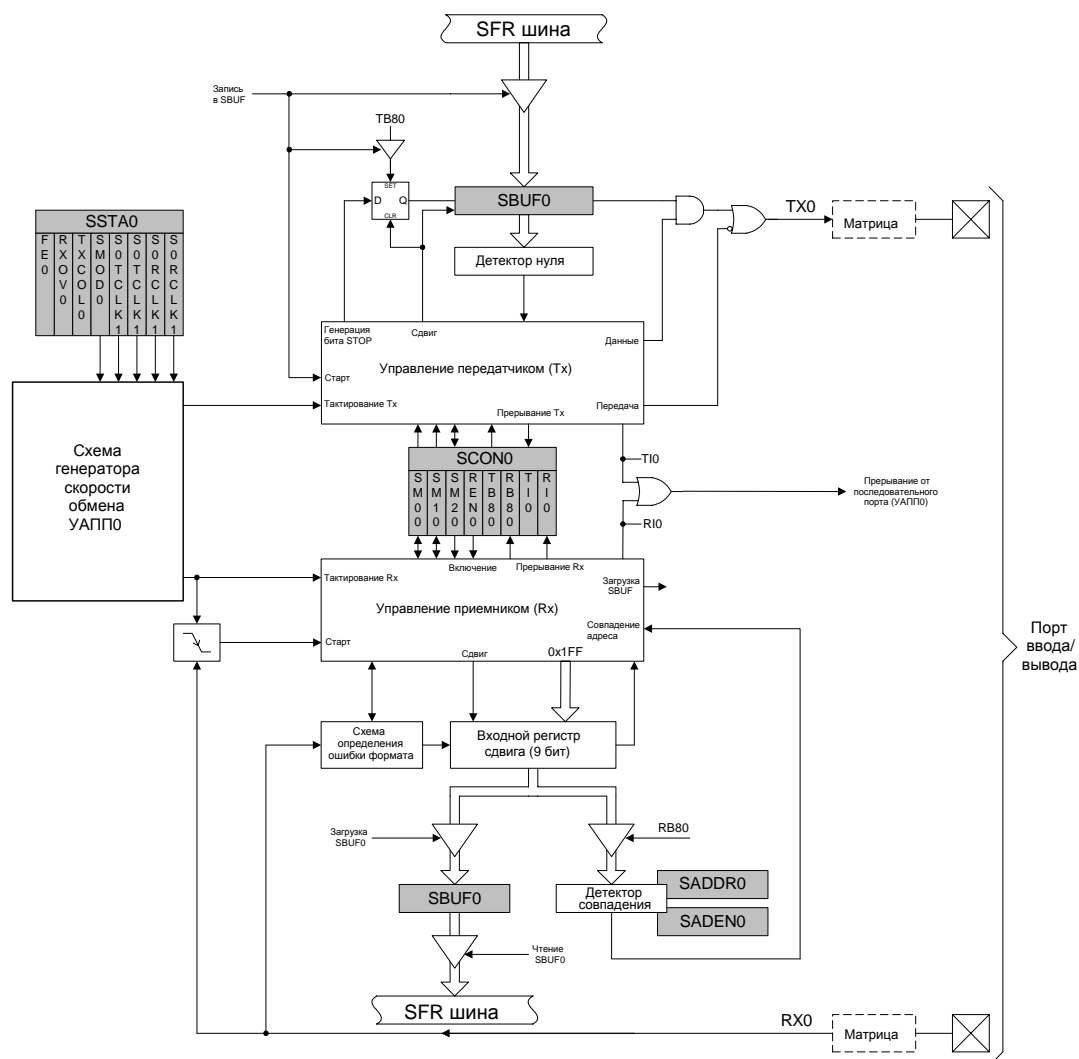 SFR шина
Запись
в SBUF
TB80
SET
D Q
CLR
SBUF0
Детектор нуля
TX0
Матрица
SSTA0
FE0
RXOV0
TXCOL0
SMOD0
S0TCLK1
S0TCLK1
S0RCLK1
S0RCLK1
Генерация
бита STOP
Сдвиг
Данные
Управление передатчиком (Tx)
Старт
Тактирование Tx
Прерывание Tx
Передача
Схема
генератора
скорости
обмена
УАПП0
SCON0
SM00
SM10
SM20
REN0
TB80
RB80
TI0
RI0
TI0
RI0
Прерывание от
последовательного
порта (УАПП0)
Тактирование Rx
Включение
Прерывание Rx
Загрузка
SBUF
Управление приемником (Rx)
Совпадение
адреса
Старт
Сдвиг
0x1FF
Порт
ввода/
вывода
Схема
определения
ошибки формата
Входной регистр
сдвига (9 бит)
Загрузка
SBUF0
RB80
SBUF0
Детектор
совпадения
SADDR0
SADEN0
Чтение
SBUF0
SFR шина
RX0
Матрица